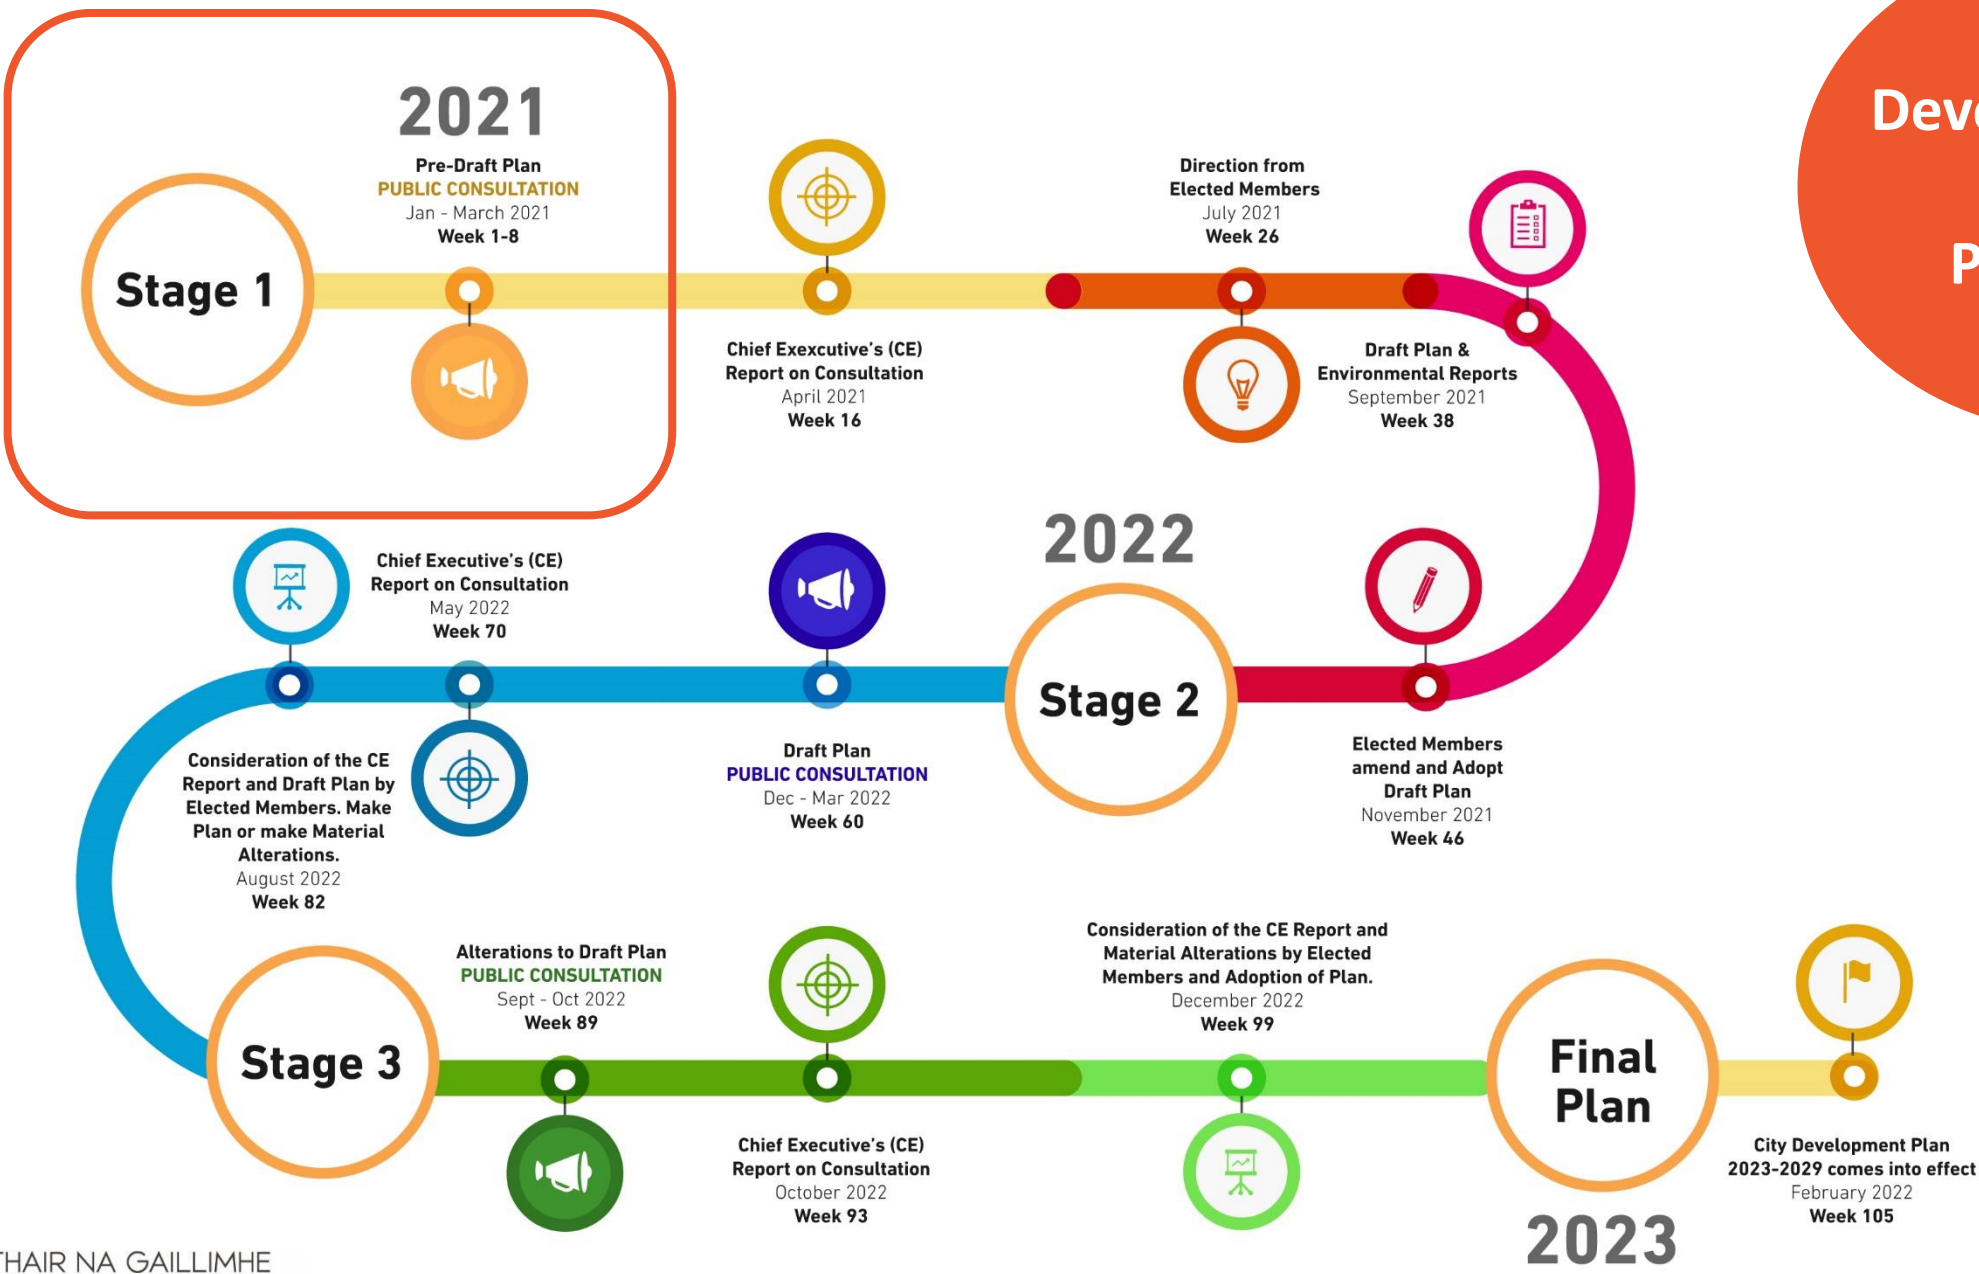 2021
Pre-Draft Plan
PUBLIC CONSULTATION
Jan - March 2021
Week 1-8
Stage 1
Chief Exexcutive's (CE)
Report on Consultation
April 2021
Week 16
Direction from
Elected Members
July 2021
Week 26
Draft Plan &
Environmental Reports
September 2021
Week 38
2022
Stage 2
Elected Members
amend and Adopt
Draft Plan
November 2021
Week 46
Draft Plan
PUBLIC CONSULTATION
Dec - Mar 2022
Week 60
Chief Executive's (CE)
Report on Consultation
May 2022
Week 70
Consideration of the CE
Report and Draft Plan by
Elected Members. Make
Plan or make Material
Alterations.
August 2022
Week 82
Stage 3
Alterations to Draft Plan
PUBLIC CONSULTATION
Sept - Oct 2022
Week 89
Chief Executive's (CE)
Report on Consultation
October 2022
Week 93
Consideration of the CE Report and
Material Alterations by Elected
Members and Adoption of Plan.
December 2022
Week 99
Final
Plan
2023
City Development Plan
2023-2029 comes into effect
February 2022
Week 105
NA GAILLIMHE